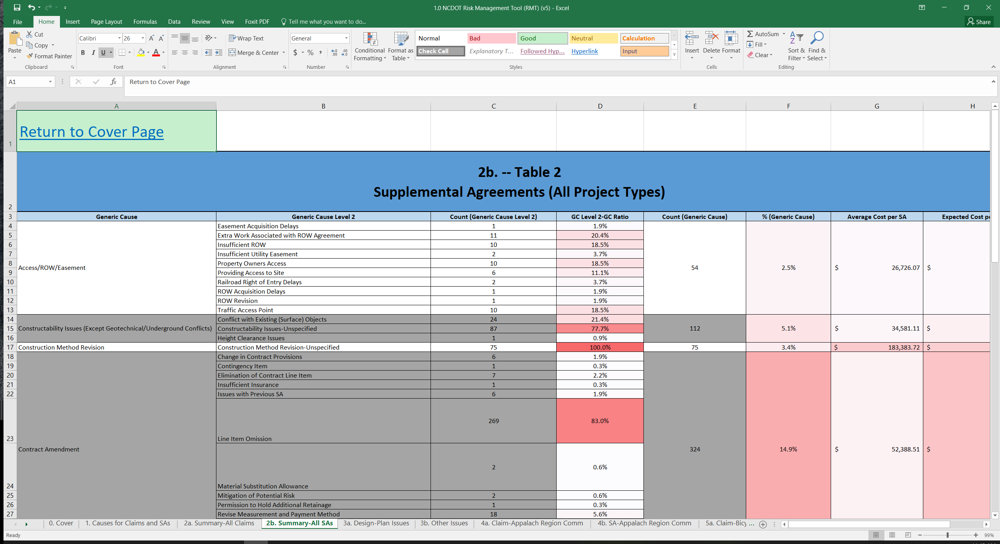 1.0 NCDOT Risk Management Tool (RMT) (v5) - Excel
File Home Insert Page Layout Formulas Data Review View Foxit PDF Tell me what you want to do... Share
Cut
Copy
Format Painter
Paste
Clipboard
Calibri 26
B I U
Font
Wrap Text
Merge & Center
Alignment
General
$ % ,
Number
Conditional Formatting
Format as Table
Normal Bad Good Neutral Calculation
Check Cell Explanatory T... Followed Hyp... Hyperlink Input
Styles
Insert Delete Format
Cells
AutoSum
Fill
Clear
Sort & Filter
Find & Select
Editing
A1 fx Return to Cover Page
A B C D E F G H
1 Return to Cover Page
2 2b. -- Table 2
Supplemental Agreements (All Project Types)
3 Generic Cause Generic Cause Level 2 Count (Generic Cause Level 2) GC Level 2-GC Ratio Count (Generic Cause) % (Generic Cause) Average Cost per SA Expected Cost p
4 Easement Acquisition Delays 1 1.9%
5 Extra Work Associated with ROW Agreement 11 20.4%
6 Insufficient ROW 10 18.5%
7 Insufficient Utility Easement 2 3.7%
8 Property Owners Access 10 18.5%
Access/ROW/Easement 54 2.5% $ 26,726.07 $
9 Providing Access to Site 6 11.1%
10 Railroad Right of Entry Delays 2 3.7%
11 ROW Acquisition Delays 1 1.9%
12 ROW Revision 1 1.9%
13 Traffic Access Point 10 18.5%
14 Conflict with Existing (Surface) Objects 24 21.4%
15 Constructability Issues (Except Geotechnical/Underground Conflicts) Constructability Issues-Unspecified 87 77.7% 112 5.1% $ 34,581.11 $
16 Height Clearance Issues 1 0.9%
17 Construction Method Revision Construction Method Revision-Unspecified 75 100.0% 75 3.4% $ 183,383.72 $
18 Change in Contract Provisions 6 1.9%
19 Contingency Item 1 0.3%
20 Elimination of Contract Line Item 7 2.2%
21 Insufficient Insurance 1 0.3%
22 Issues with Previous SA 6 1.9%
23 Line Item Omission 269 83.0%
Contract Amendment 324 14.9% $ 52,388.51 $
24 Material Substitution Allowance 2 0.6%
25 Mitigation of Potential Risk 2 0.6%
26 Permission to Hold Additional Retainage 1 0.3%
27 Revise Measurement and Payment Method 18 5.6%
0. Cover 1. Causes for Claims and SAs 2a. Summary-All Claims 2b. Summary-All SAs 3a. Design-Plan Issues 3b. Other Issues 4a. Claim-Appalach Region Comm 4b. SA-Appalach Region Comm 5a. Claim-Bicy ...
Ready 99%